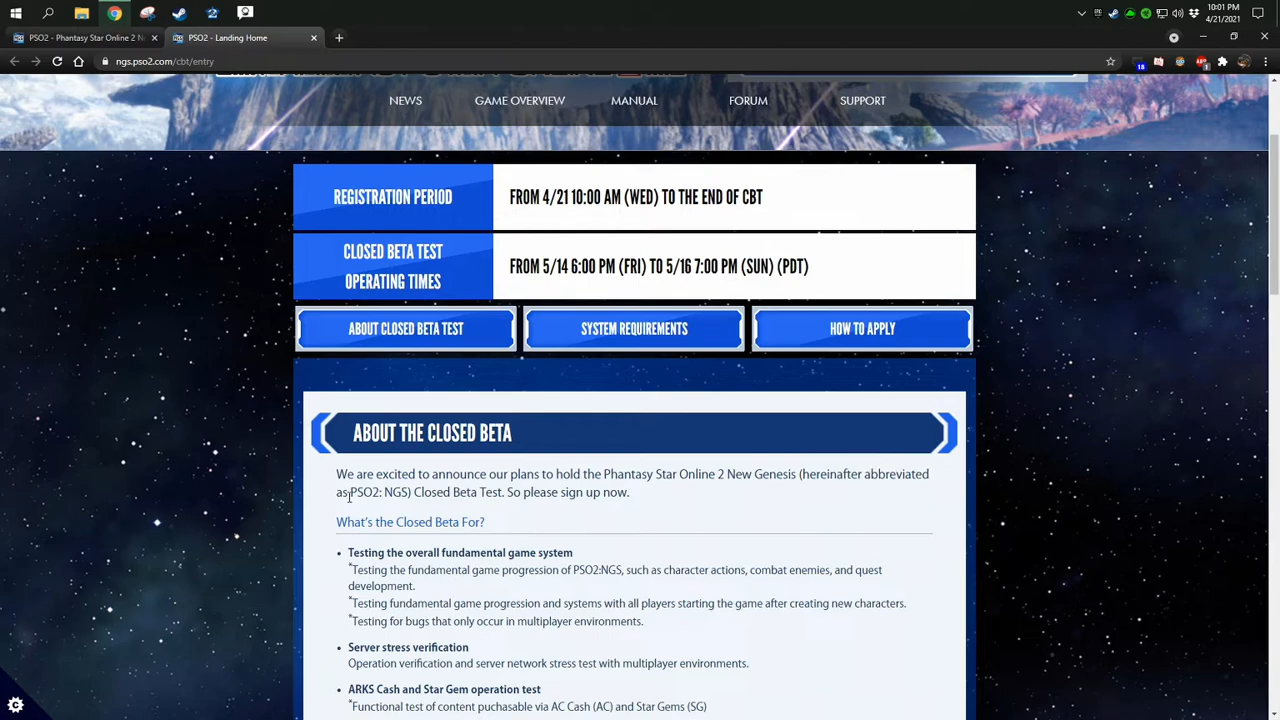 10:01 PM
4/21/2021
PSO2 - Phantasy Star Online 2 N
PSO2 - Landing Home
ngs.pso2.com/cbt/entry
18
1
NEWS
GAME OVERVIEW
MANUAL
FORUM
SUPPORT
REGISTRATION PERIOD
FROM 4/21 10:00 AM (WED) TO THE END OF CBT
CLOSED BETA TEST
OPERATING TIMES
FROM 5/14 6:00 PM (FRI) TO 5/16 7:00 PM (SUN) (PDT)
ABOUT CLOSED BETA TEST
SYSTEM REQUIREMENTS
HOW TO APPLY
ABOUT THE CLOSED BETA
We are excited to announce our plans to hold the Phantasy Star Online 2 New Genesis (hereinafter abbreviated
as PSO2: NGS) Closed Beta Test. So please sign up now.
What's the Closed Beta For?
• Testing the overall fundamental game system
*Testing the fundamental game progression of PSO2:NGS, such as character actions, combat enemies, and quest
development.
*Testing fundamental game progression and systems with all players starting the game after creating new characters.
*Testing for bugs that only occur in multiplayer environments.
• Server stress verification
Operation verification and server network stress test with multiplayer environments.
• ARKS Cash and Star Gem operation test
*Functional test of content puchasable via AC Cash (AC) and Star Gems (SG)